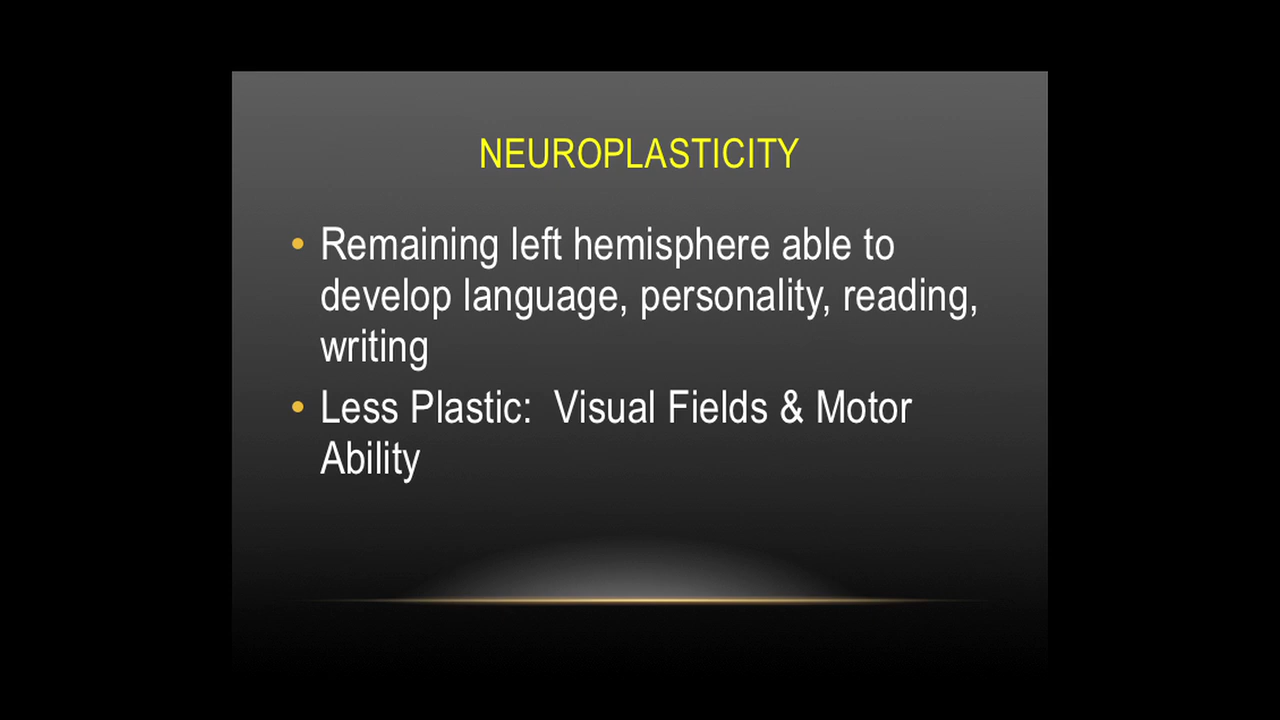 NEUROPLASTICITY
• Remaining left hemisphere able to
develop language, personality, reading,
writing
• Less Plastic:  Visual Fields & Motor
Ability